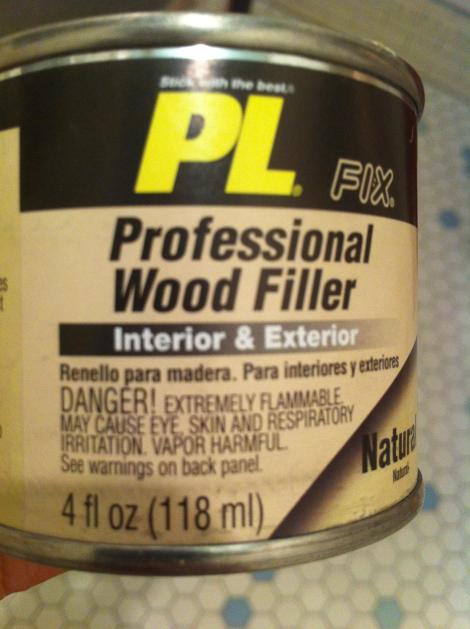 Stick with the best.
PL
FIX
Professional
Wood Filler
Interior & Exterior
Renello para madera. Para interiores y exteriores
DANGER! EXTREMELY FLAMMABLE.
MAY CAUSE EYE, SKIN AND RESPIRATORY
IRRITATION. VAPOR HARMFUL.
See warnings on back panel.
Natural
4 fl oz (118 ml)